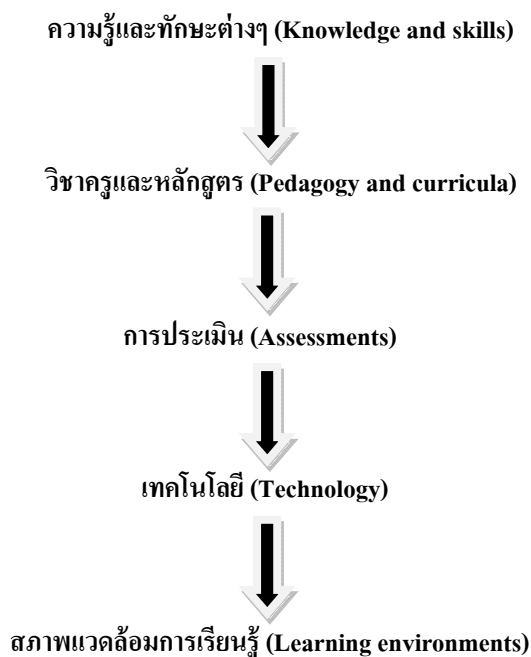 ความรู้และทักษะต่างๆ (Knowledge and skills)
วิชาครูและหลักสูตร (Pedagogy and curricula)
การประเมิน (Assessments)
เทคโนโลยี (Technology)
สภาพแวดล้อมการเรียนรู้ (Learning environments)